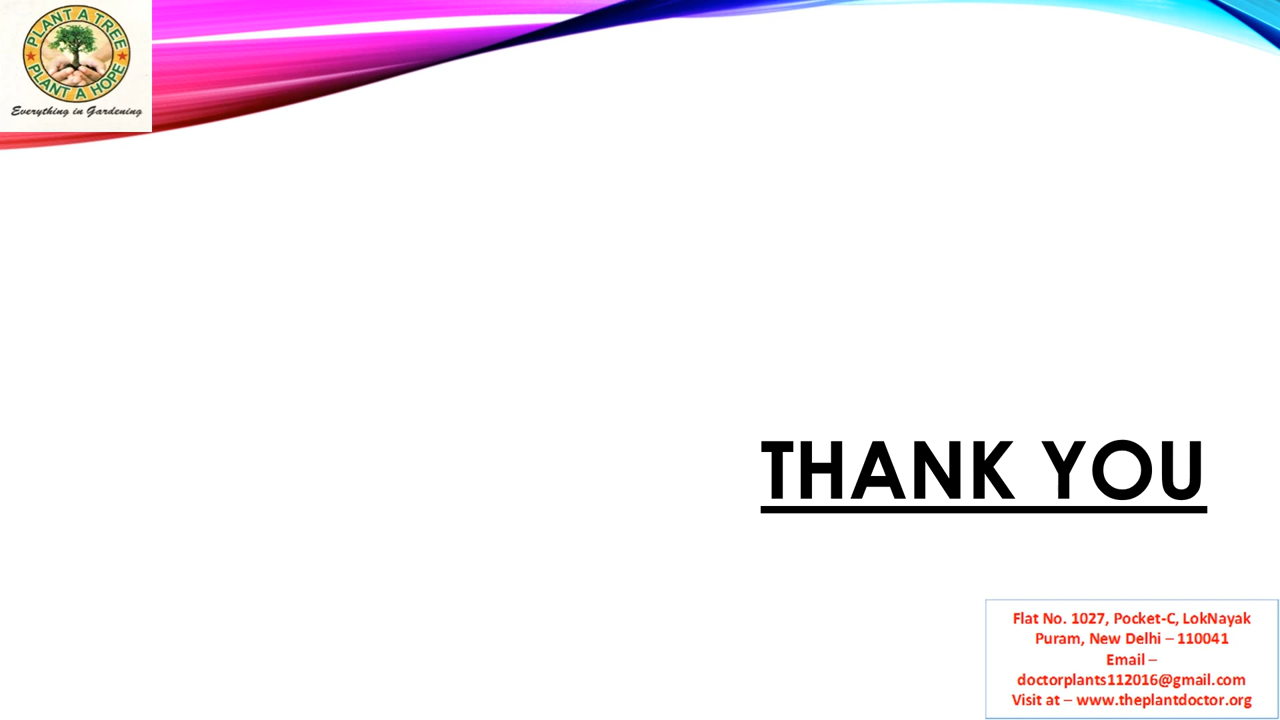 PLANT A TREE
PLANT A HOPE
Everything in Gardening
THANK YOU
Flat No. 1027, Pocket-C, LokNayak
Puram, New Delhi – 110041
Email –
doctorplants112016@gmail.com
Visit at – www.theplantdoctor.org